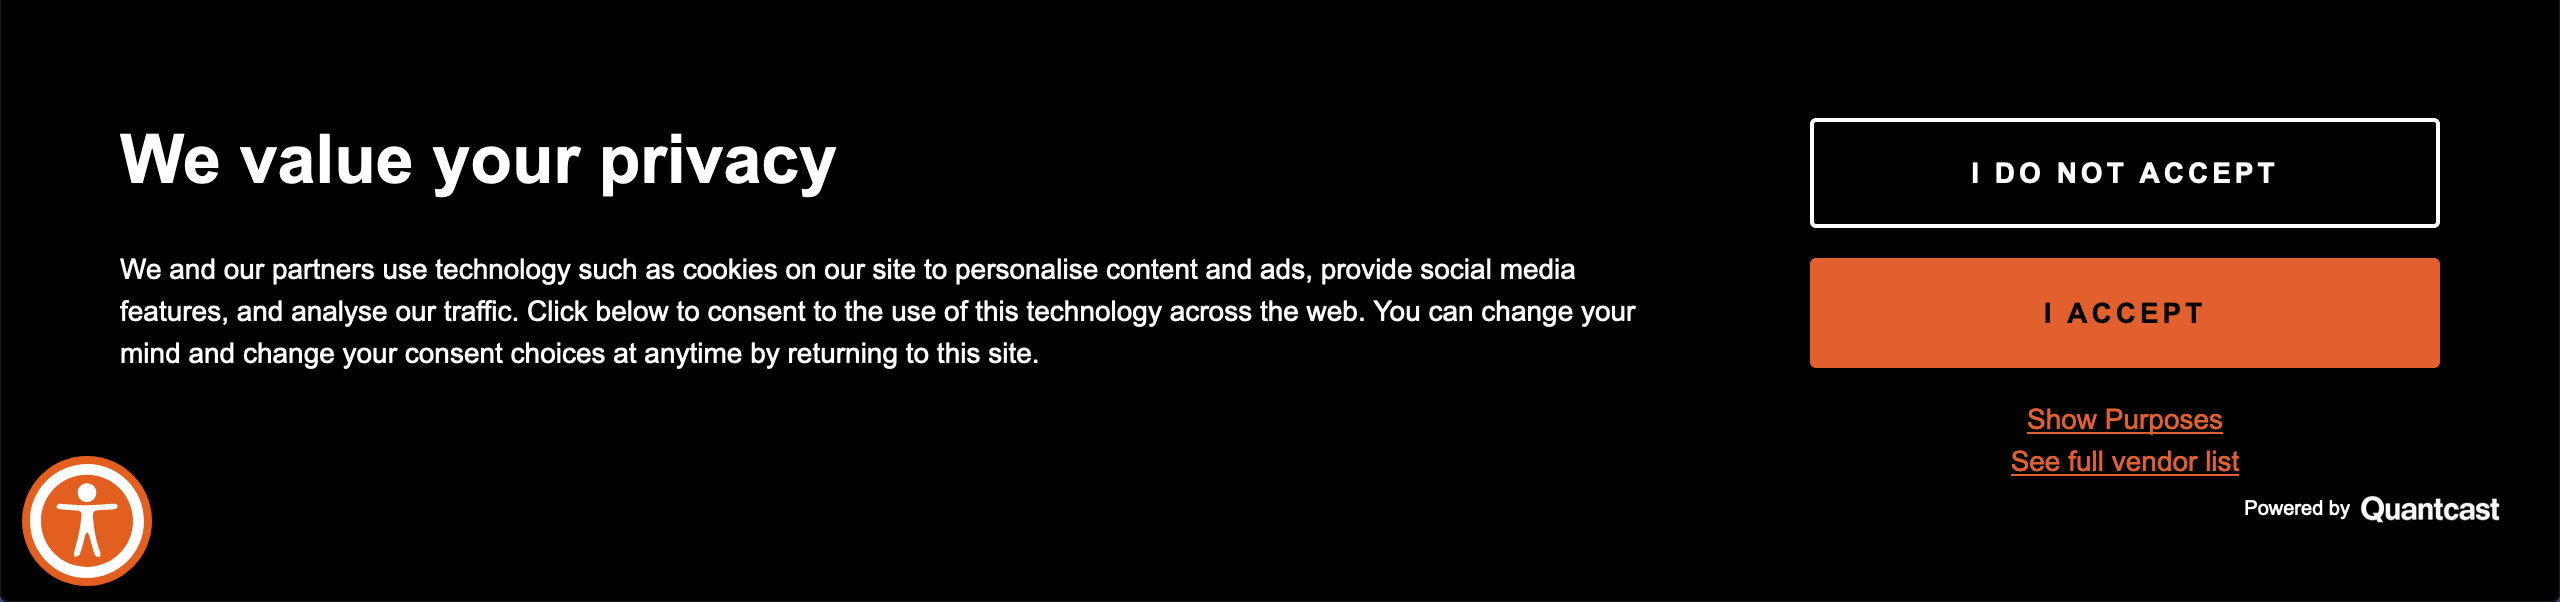 We value your privacy
We and our partners use technology such as cookies on our site to personalise content and ads, provide social media
features, and analyse our traffic. Click below to consent to the use of this technology across the web. You can change your
mind and change your consent choices at anytime by returning to this site.
I DO NOT ACCEPT
I ACCEPT
Show Purposes
See full vendor list
Powered by Quantcast